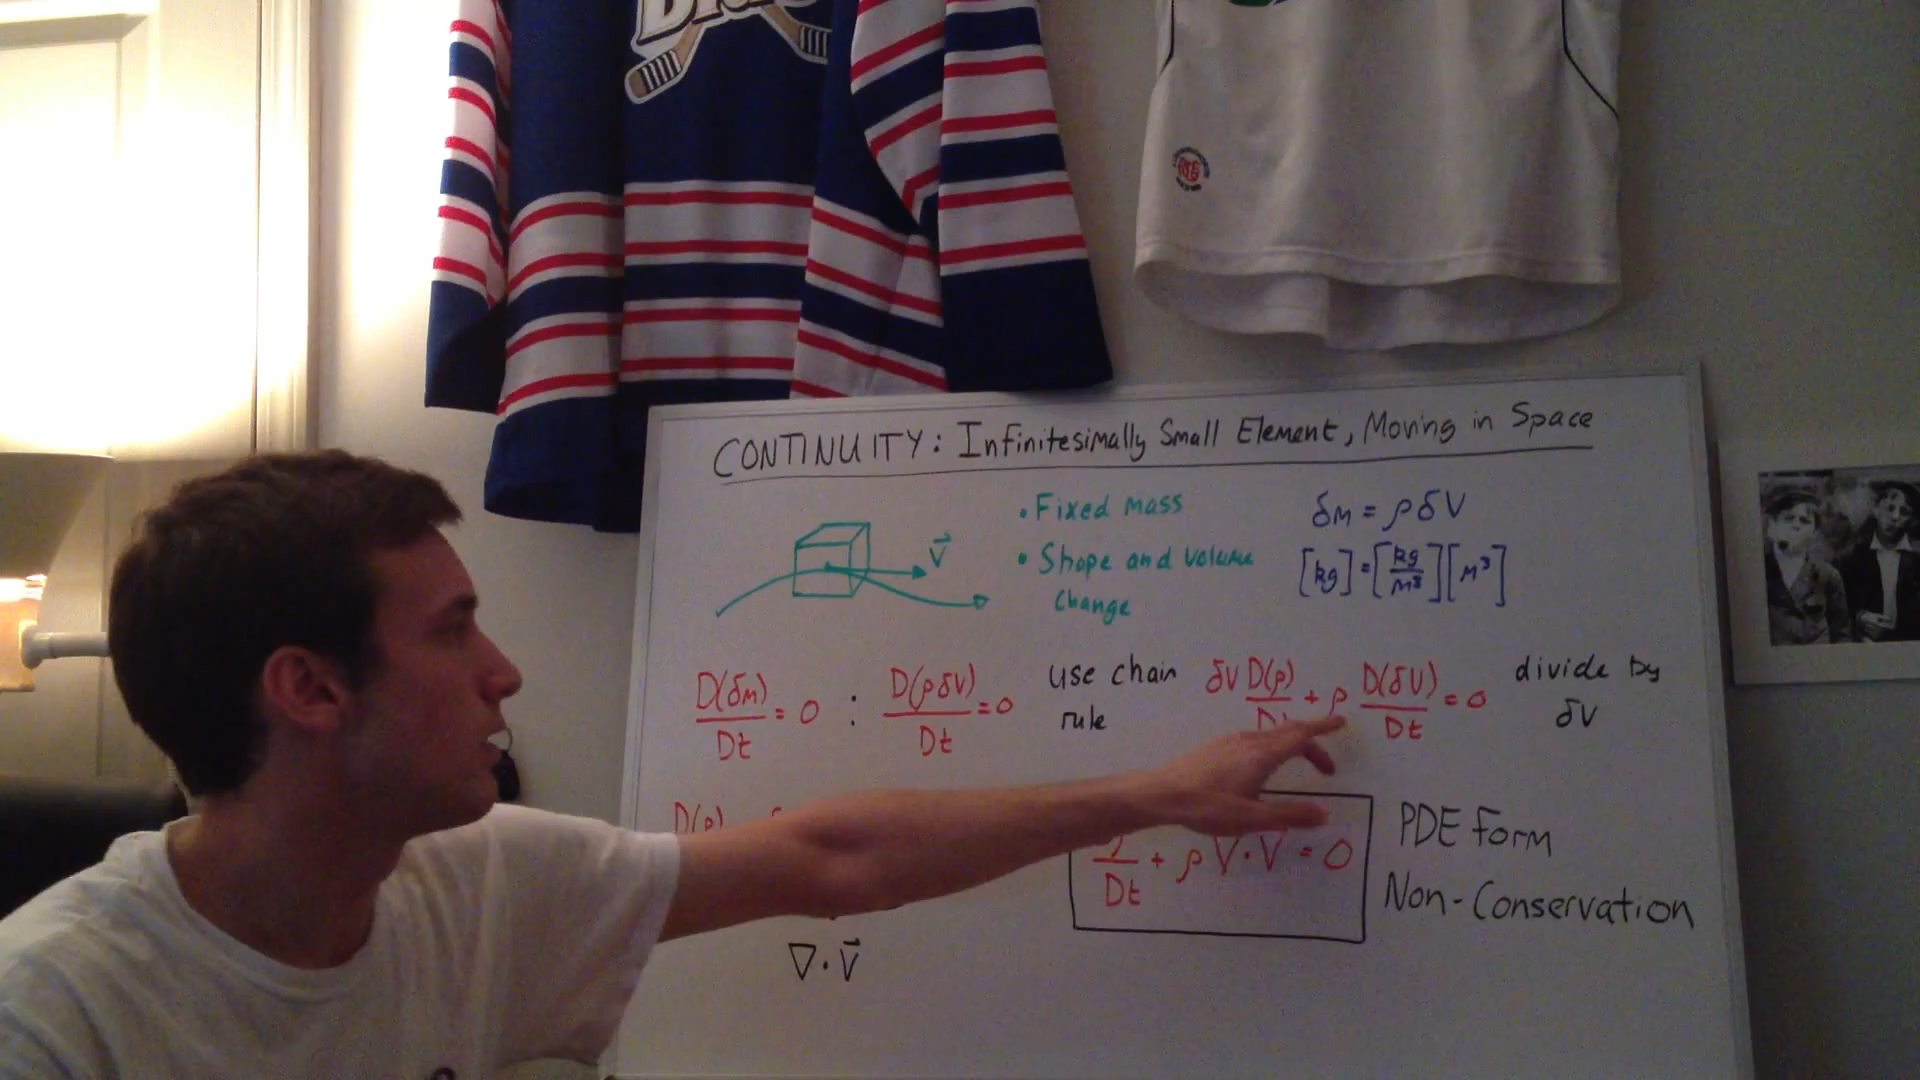 CONTINUITY: Infinitesimally Small Element, Moving in Space
• Fixed mass
• Shape and volume
change
V⃗
δm = ρδV
[kg] = [kg/m³][m³]
D(δm)/Dt = 0 : D(ρδV)/Dt = 0
use chain
rule
δV D(ρ)/Dt + ρ D(δV)/Dt = 0
divide by
δV
D(ρ)
∇·V⃗
Dt + ρ∇·V = 0
PDE Form
Non-Conservation